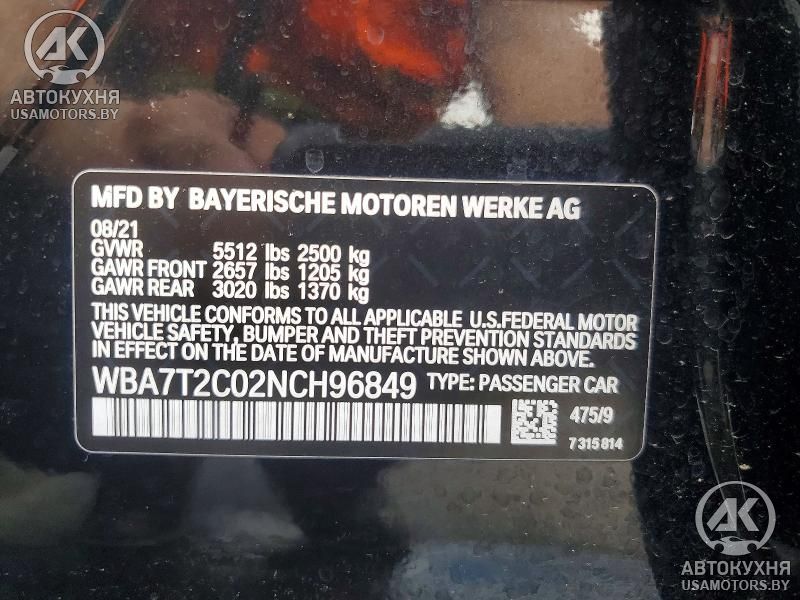 AK
АВТОКУХНЯ
USAMOTORS.BY
MFD BY BAYERISCHE MOTOREN WERKE AG
08/21
GVWR 5512 lbs 2500 kg
GAWR FRONT 2657 lbs 1205 kg
GAWR REAR 3020 lbs 1370 kg
THIS VEHICLE CONFORMS TO ALL APPLICABLE U.S.FEDERAL MOTOR
VEHICLE SAFETY, BUMPER AND THEFT PREVENTION STANDARDS
IN EFFECT ON THE DATE OF MANUFACTURE SHOWN ABOVE.
WBA7T2C02NCH96849 TYPE: PASSENGER CAR
475/9
7 315 814
AK
АВТОКУХНЯ
USAMOTORS.BY